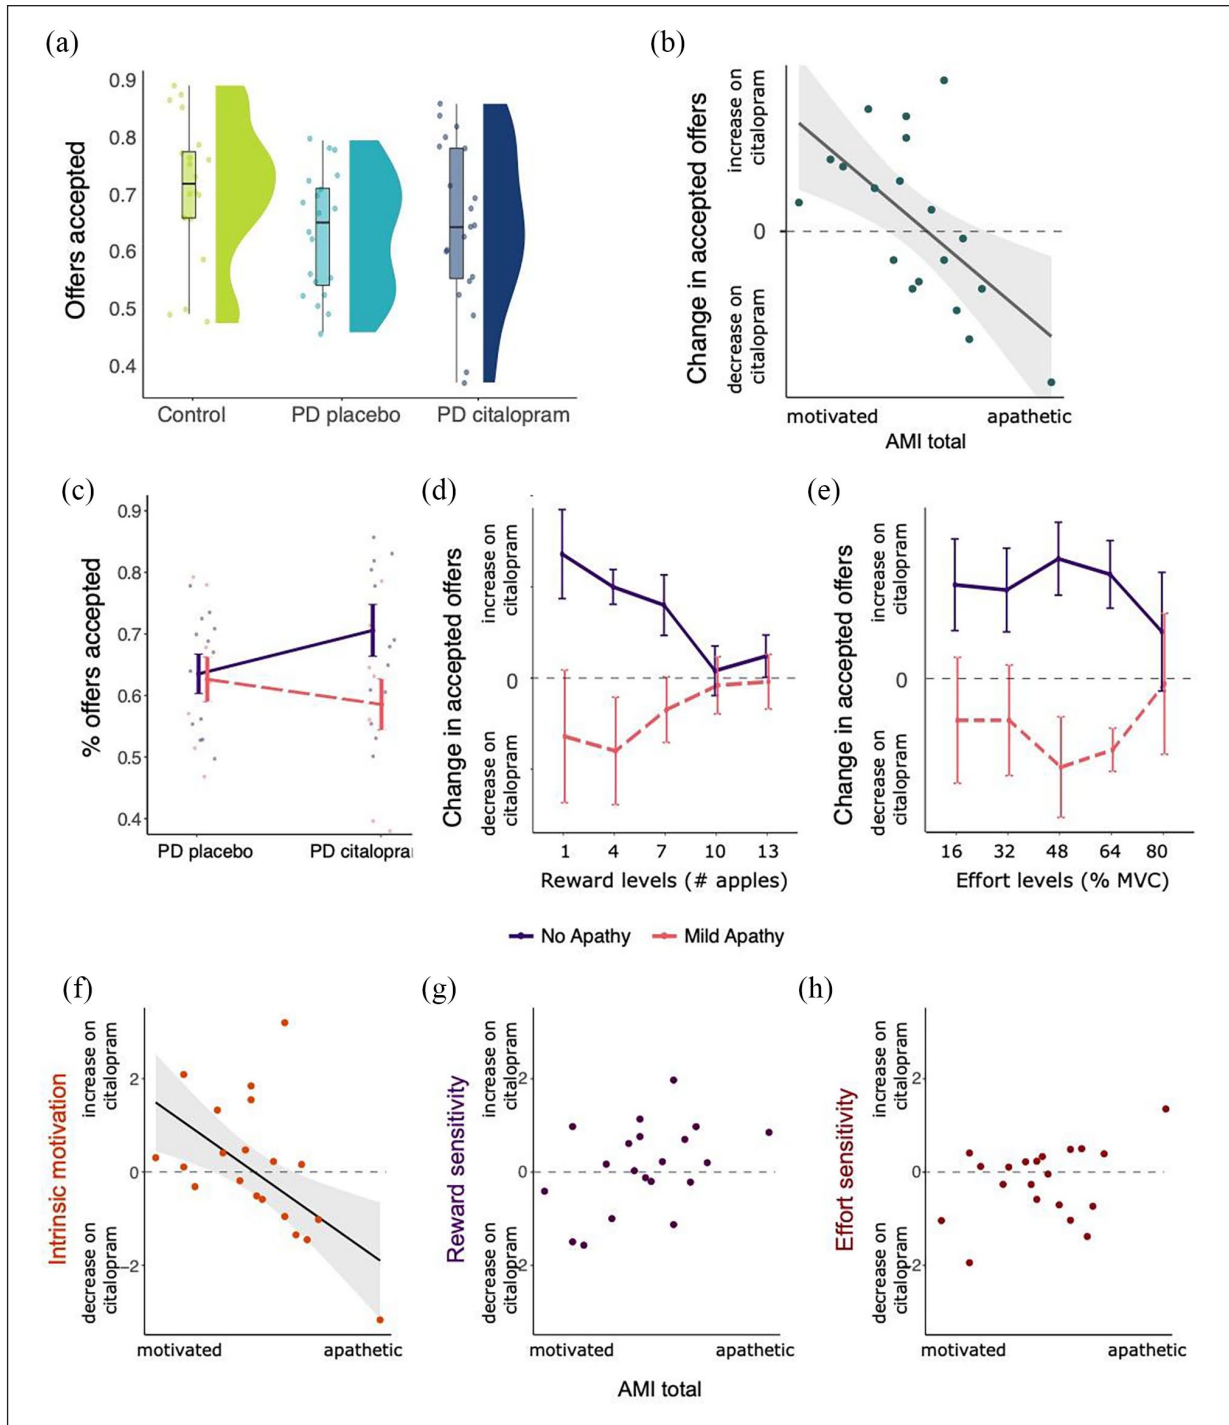 (a)
Offers accepted
0.9
0.8
0.7
0.6
0.5
0.4
Control
PD placebo
PD citalopram
(b)
Change in accepted offers
increase on
citalopram
0
decrease on
citalopram
motivated
apathetic
AMI total
(c)
% offers accepted
0.9
0.8
0.7
0.6
0.5
0.4
PD placebo
PD citalopra
(d)
Change in accepted offers
increase on
citalopram
0
decrease on
citalopram
1 4 7 10 13
Reward levels (# apples)
(e)
Change in accepted offers
increase on
citalopram
0
decrease on
citalopram
16 32 48 64 80
Effort levels (% MVC)
No Apathy
Mild Apathy
(f)
Intrinsic motivation
increase on
citalopram
2
0
decrease on
citalopram
−2
motivated
apathetic
(g)
Reward sensitivity
increase on
citalopram
2
0
decrease on
citalopram
2
motivated
apathetic
AMI total
(h)
Effort sensitivity
increase on
citalopram
2
0
decrease on
citalopram
2
motivated
apathetic